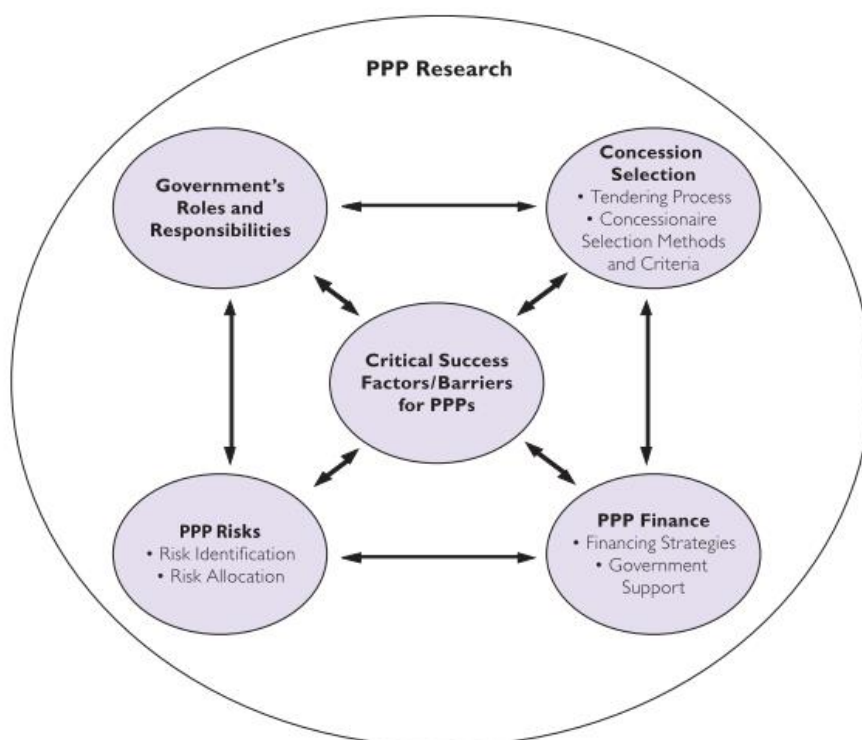 PPP Research
Government's
Roles and
Responsibilities
Concession
Selection
• Tendering Process
• Concessionaire
Selection Methods
and Criteria
Critical Success
Factors/Barriers
for PPPs
PPP Risks
• Risk Identification
• Risk Allocation
PPP Finance
• Financing Strategies
• Government
Support